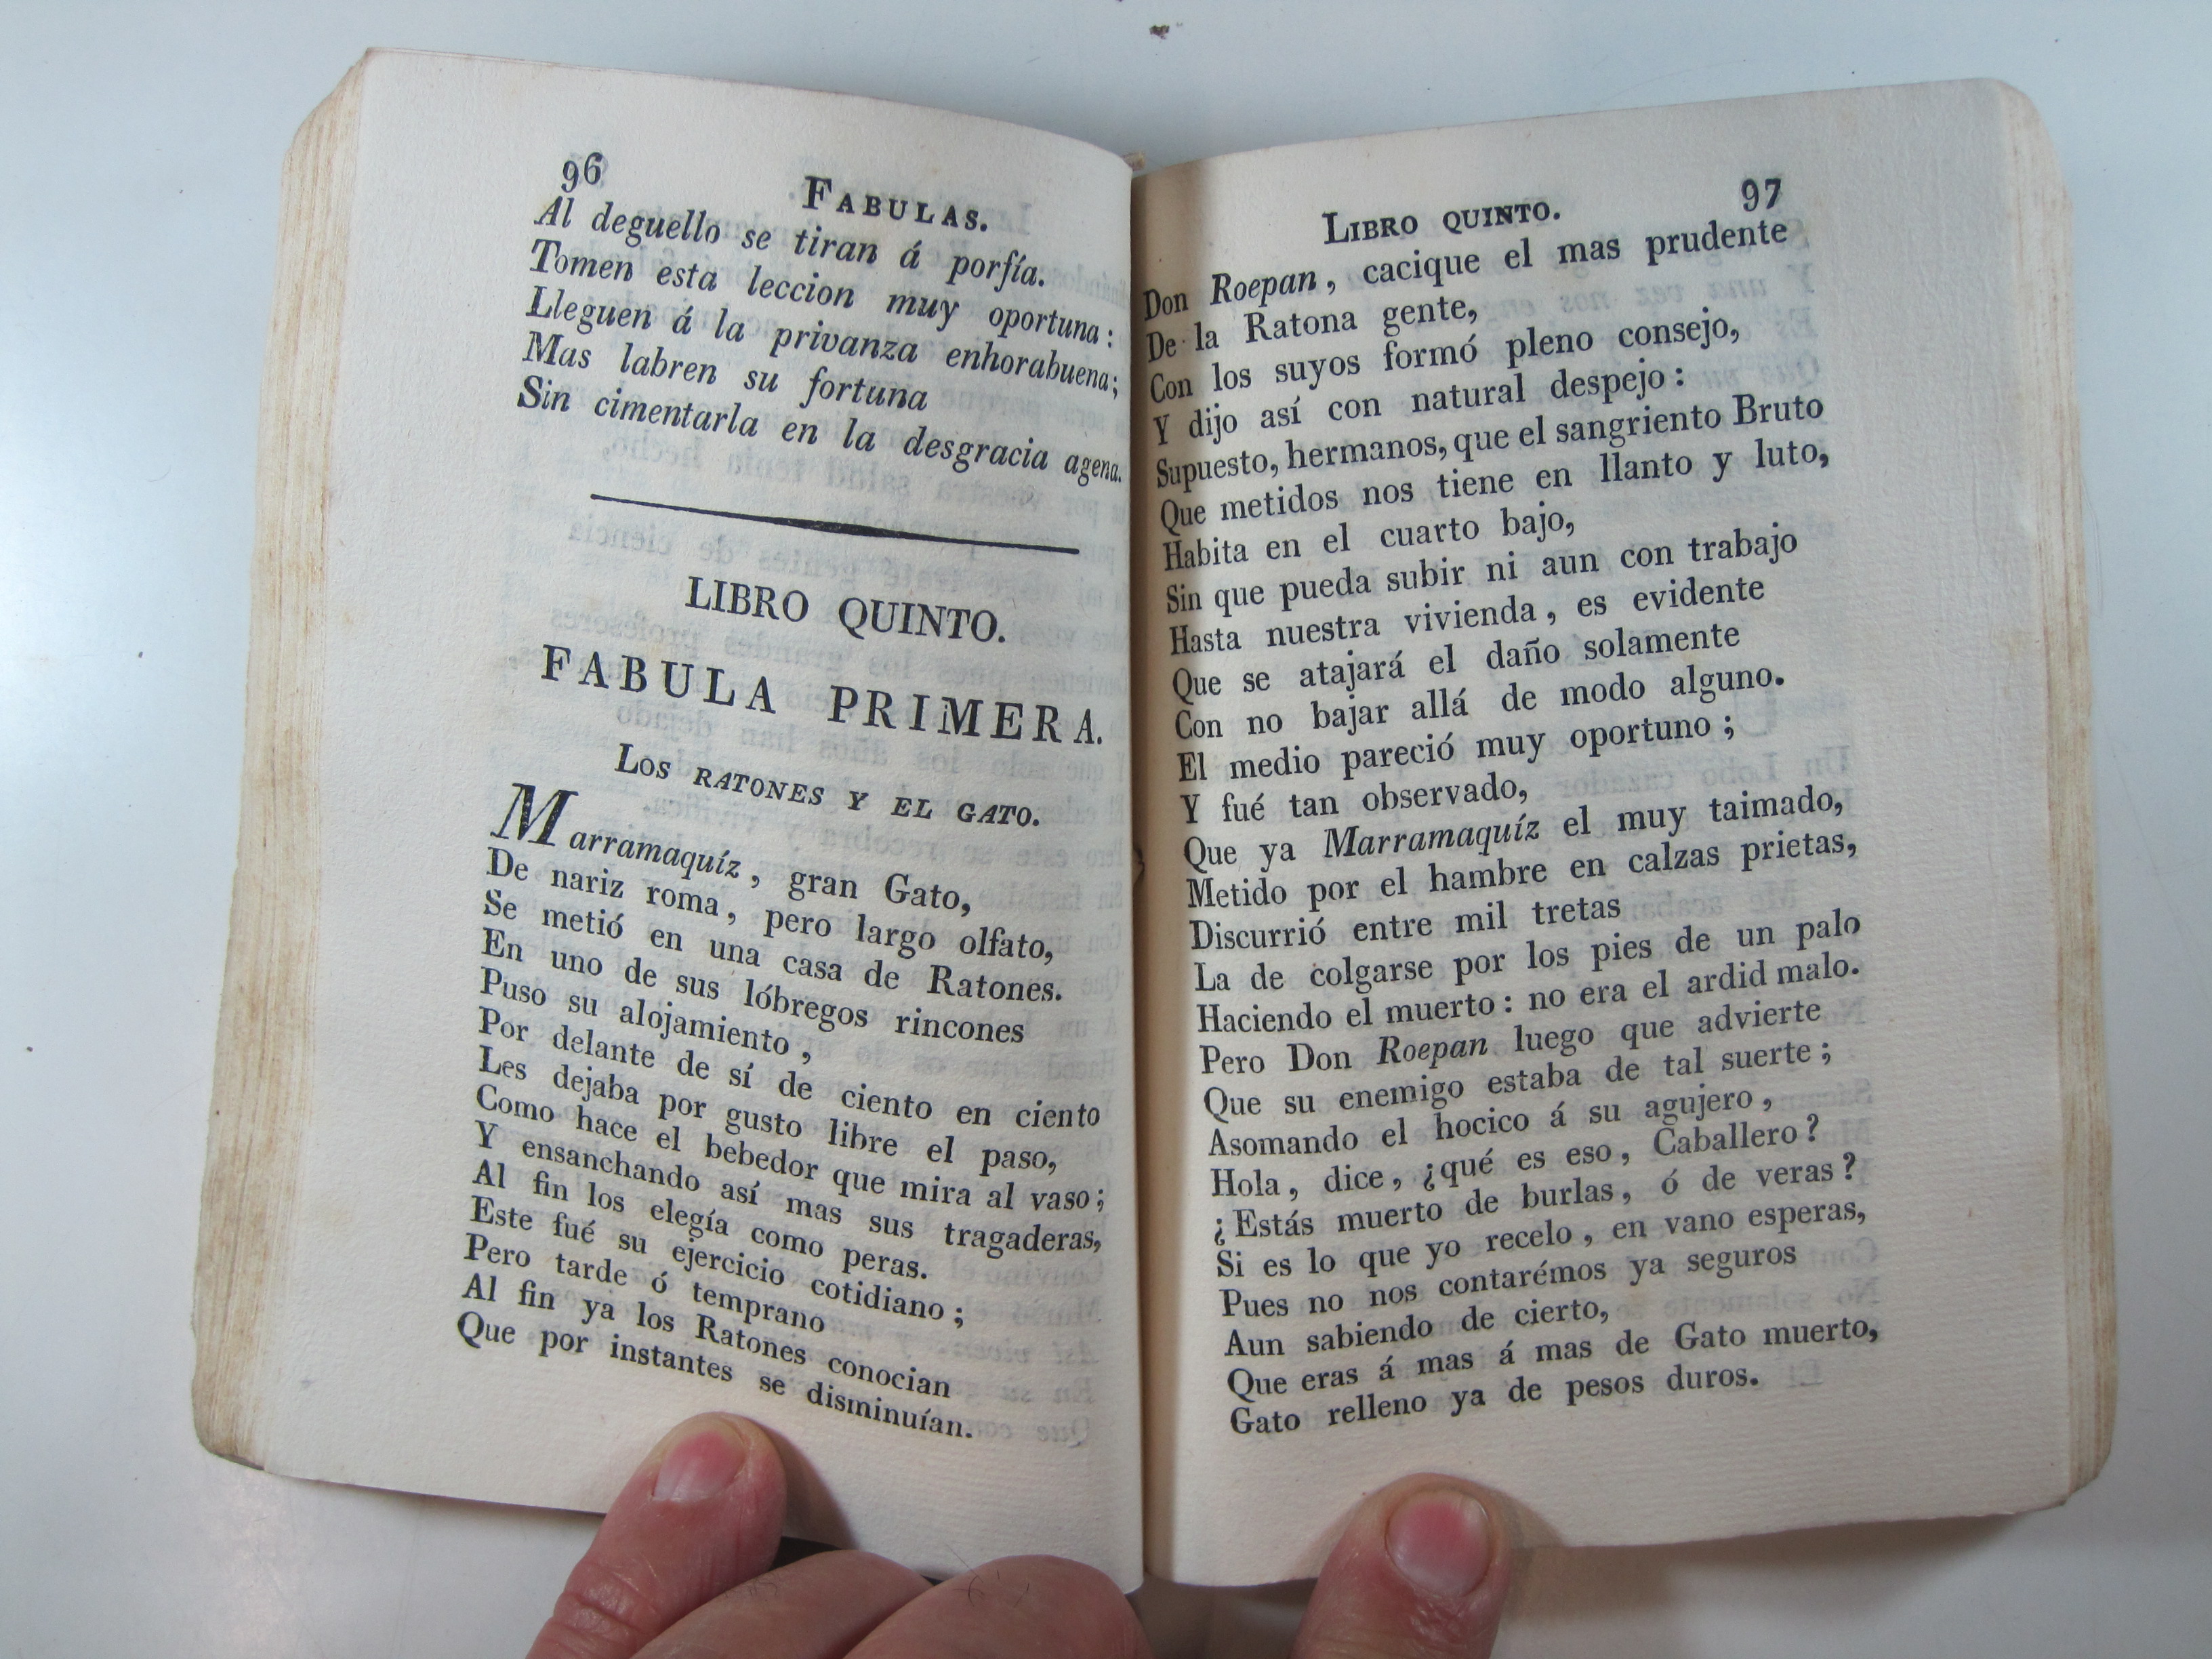 96
FABULAS.
Al deguello se tiran á porfía.
Tomen esta leccion muy oportuna:
Lleguen á la privanza enhorabuena;
Mas labren su fortuna
Sin cimentarla en la desgracia agena.
LIBRO QUINTO.
FABULA PRIMERA.
LOS RATONES Y EL GATO.
Marramaquíz, gran Gato,
De nariz roma, pero largo olfato,
Se metió en una casa de Ratones.
En uno de sus lóbregos rincones
Puso su alojamiento,
Por delante de sí de ciento en ciento
Les dejaba por gusto libre el paso,
Como hace el bebedor que mira al vaso;
Y ensanchando así mas sus tragaderas,
Al fin los elegía como peras.
Este fué su ejercicio cotidiano;
Pero tarde ó temprano
Al fin ya los Ratones conocian
Que por instantes se disminuían.
LIBRO QUINTO.
97
Don Roepan, cacique el mas prudente
De la Ratona gente,
Con los suyos formó pleno consejo,
Y dijo así con natural despejo:
Supuesto, hermanos, que el sangriento Bruto
Que metidos nos tiene en llanto y luto,
Habita en el cuarto bajo,
Sin que pueda subir ni aun con trabajo
Hasta nuestra vivienda, es evidente
Que se atajará el daño solamente
Con no bajar allá de modo alguno.
El medio pareció muy oportuno;
Y fué tan observado,
Que ya Marramaquíz el muy taimado,
Metido por el hambre en calzas prietas,
Discurrió entre mil tretas
La de colgarse por los pies de un palo
Haciendo el muerto: no era el ardid malo.
Pero Don Roepan luego que advierte
Que su enemigo estaba de tal suerte;
Asomando el hocico á su agujero,
Hola, dice, ¿qué es eso, Caballero?
¿Estás muerto de burlas, ó de veras?
Si es lo que yo recelo, en vano esperas,
Pues no nos contarémos ya seguros
Aun sabiendo de cierto,
Que eras á mas á mas de Gato muerto,
Gato relleno ya de pesos duros.